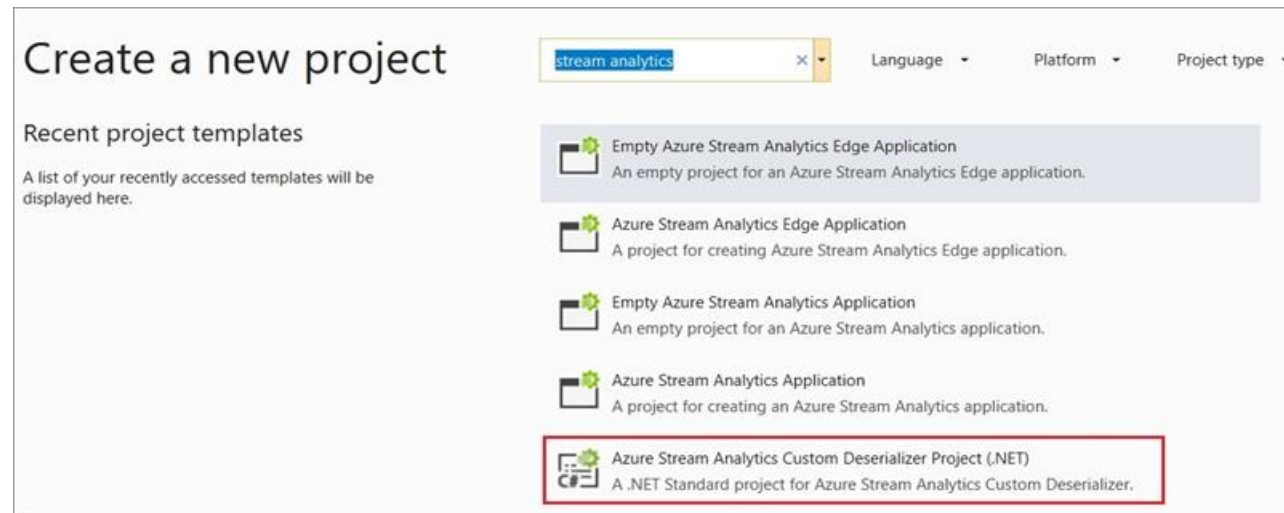 Create a new project
stream analytics
Language
Platform
Project type
Recent project templates
A list of your recently accessed templates will be
displayed here.
Empty Azure Stream Analytics Edge Application
An empty project for an Azure Stream Analytics Edge application.
Azure Stream Analytics Edge Application
A project for creating Azure Stream Analytics Edge application.
Empty Azure Stream Analytics Application
An empty project for an Azure Stream Analytics application.
Azure Stream Analytics Application
A project for creating an Azure Stream Analytics application.
C#
Azure Stream Analytics Custom Deserializer Project (.NET)
A .NET Standard project for Azure Stream Analytics Custom Deserializer.